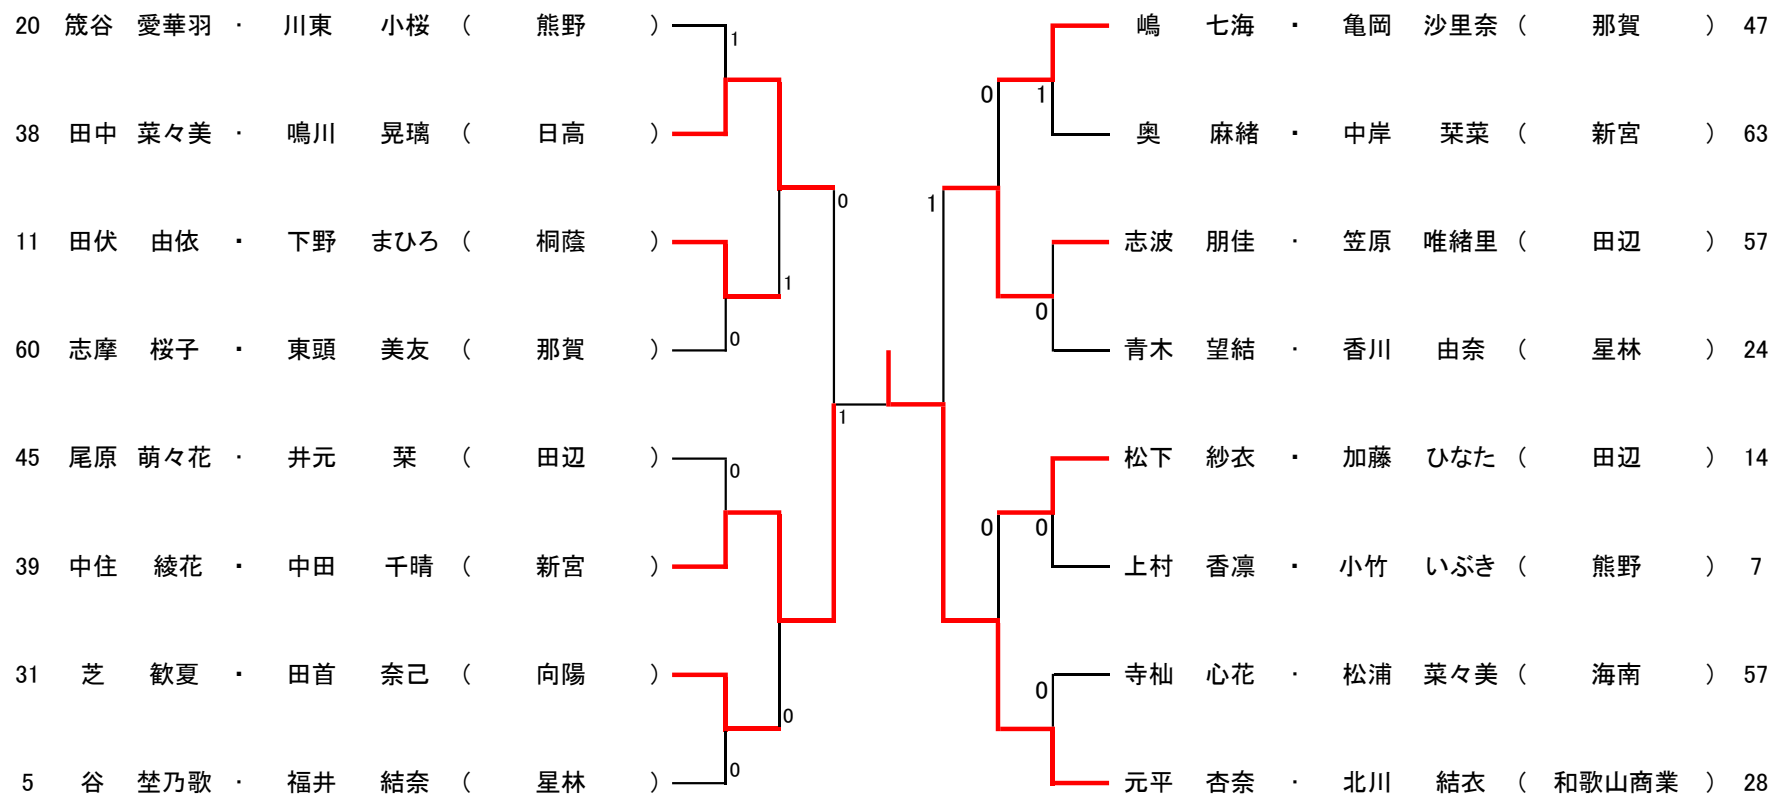 20 筬谷 愛華羽 ・ 川東 小桜 ( 熊野 )
38 田中 菜々美 ・ 鳴川 晃璃 ( 日高 )
11 田伏 由依 ・ 下野 まひろ ( 桐蔭 )
60 志摩 桜子 ・ 東頭 美友 ( 那賀 )
45 尾原 萌々花 ・ 井元 栞 ( 田辺 )
39 中住 綾花 ・ 中田 千晴 ( 新宮 )
31 芝 歓夏 ・ 田首 奈己 ( 向陽 )
5 谷 埜乃歌 ・ 福井 結奈 ( 星林 )
1
0
1
0
1
0
0
0
0 1
1
0
0 0
0
嶋 七海 ・ 亀岡 沙里奈 ( 那賀 ) 47
奥 麻緒 ・ 中岸 栞菜 ( 新宮 ) 63
志波 朋佳 ・ 笠原 唯緒里 ( 田辺 ) 57
青木 望結 ・ 香川 由奈 ( 星林 ) 24
松下 紗衣 ・ 加藤 ひなた ( 田辺 ) 14
上村 香凛 ・ 小竹 いぶき ( 熊野 ) 7
寺杣 心花 ・ 松浦 菜々美 ( 海南 ) 57
元平 杏奈 ・ 北川 結衣 ( 和歌山商業 ) 28